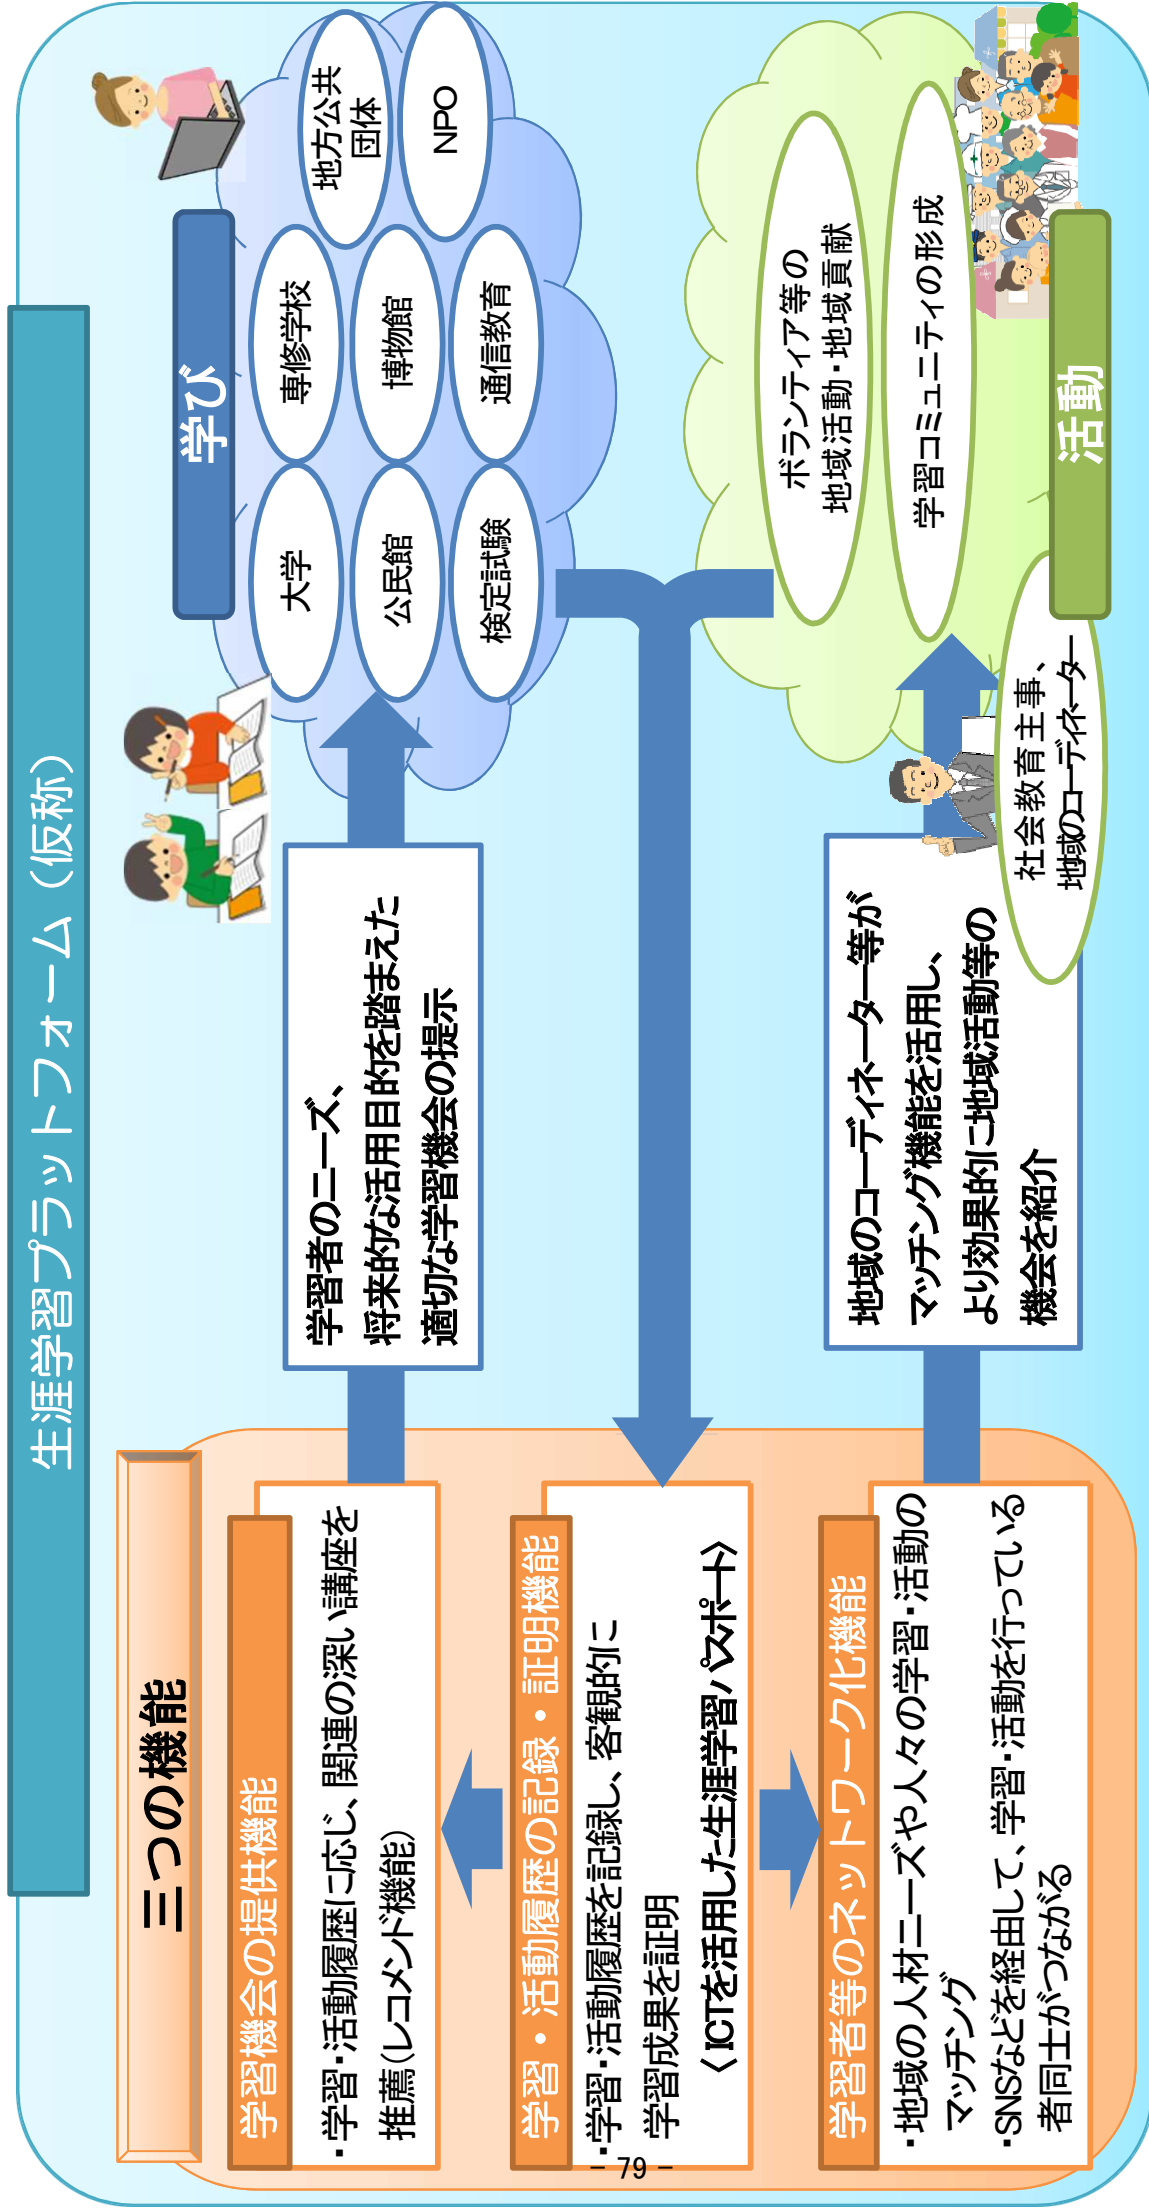 生涯学習プラットフォーム（仮称）
三つの機能
学習機会の提供機能
・学習・活動履歴に応じ、関連の深い講座を
推薦（レコメンド機能）
学習・活動履歴の記録・証明機能
・学習・活動履歴を記録し、客観的に
学習成果を証明
〈ICTを活用した生涯学習パスポート〉
学習者等のネットワーク化機能
・地域の人材ニーズや人々の学習・活動の
マッチング
・SNSなどを経由して、学習・活動を行っている
者同士がつながる
学習者のニーズ、
将来的な活用目的を踏まえた
適切な学習機会の提示
地域のコーディネーター等が
マッチング機能を活用し、
より効果的に地域活動等の
機会を紹介
社会教育主事、
地域のコーディネーター
学び
大学
専修学校
地方公共
団体
公民館
博物館
NPO
検定試験
通信教育
ボランティア等の
地域活動・地域貢献
学習コミュニティの形成
活動
- 79 -